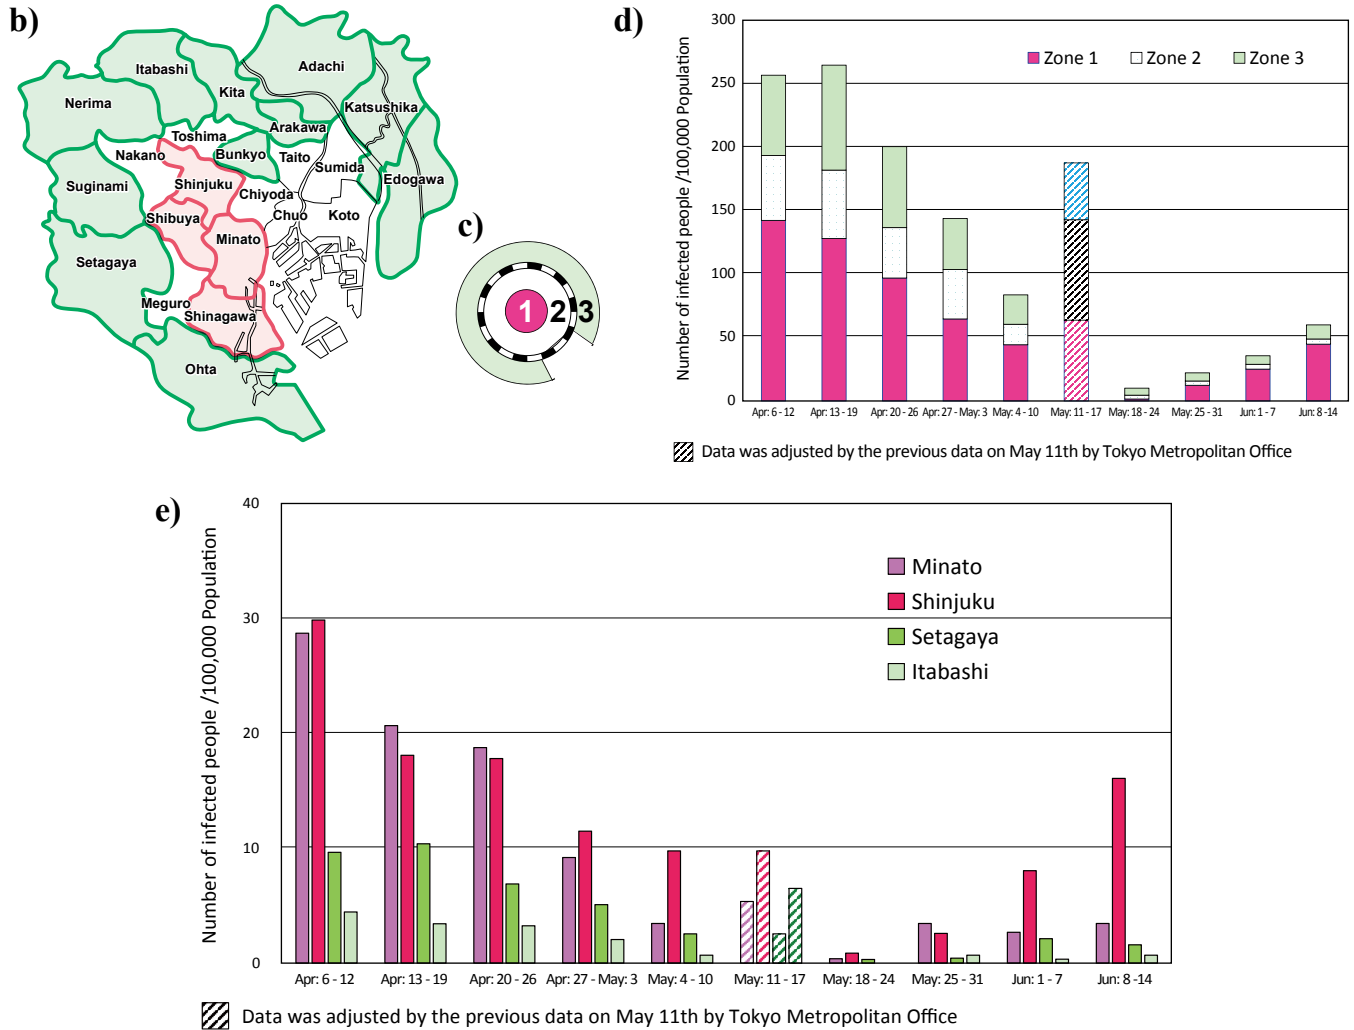 b)
Itabashi
Adachi
Nerima
Kita
Katsushika
Arakawa
Toshima
Nakano
Bunkyo
Taito
Sumida
Suginami
Shinjuku
Edogawa
Chiyoda
Shibuya
Chuo
Koto
Minato
Setagaya
Meguro
Shinagawa
Ohta
c)
1 2 3
d)
Number of infected people /100,000 Population
300
250
200
150
100
50
0
Zone 1 Zone 2 Zone 3
Apr: 6 - 12 Apr: 13 - 19 Apr: 20 - 26 Apr: 27 - May: 3 May: 4 - 10 May: 11 - 17 May: 18 - 24 May: 25 - 31 Jun: 1 - 7 Jun: 8 -14
Data was adjusted by the previous data on May 11th by Tokyo Metropolitan Office
e)
Number of infected people /100,000 Population
40
30
20
10
0
Minato
Shinjuku
Setagaya
Itabashi
Apr: 6 - 12 Apr: 13 - 19 Apr: 20 - 26 Apr: 27 - May: 3 May: 4 - 10 May: 11 - 17 May: 18 - 24 May: 25 - 31 Jun: 1 - 7 Jun: 8 -14
Data was adjusted by the previous data on May 11th by Tokyo Metropolitan Office